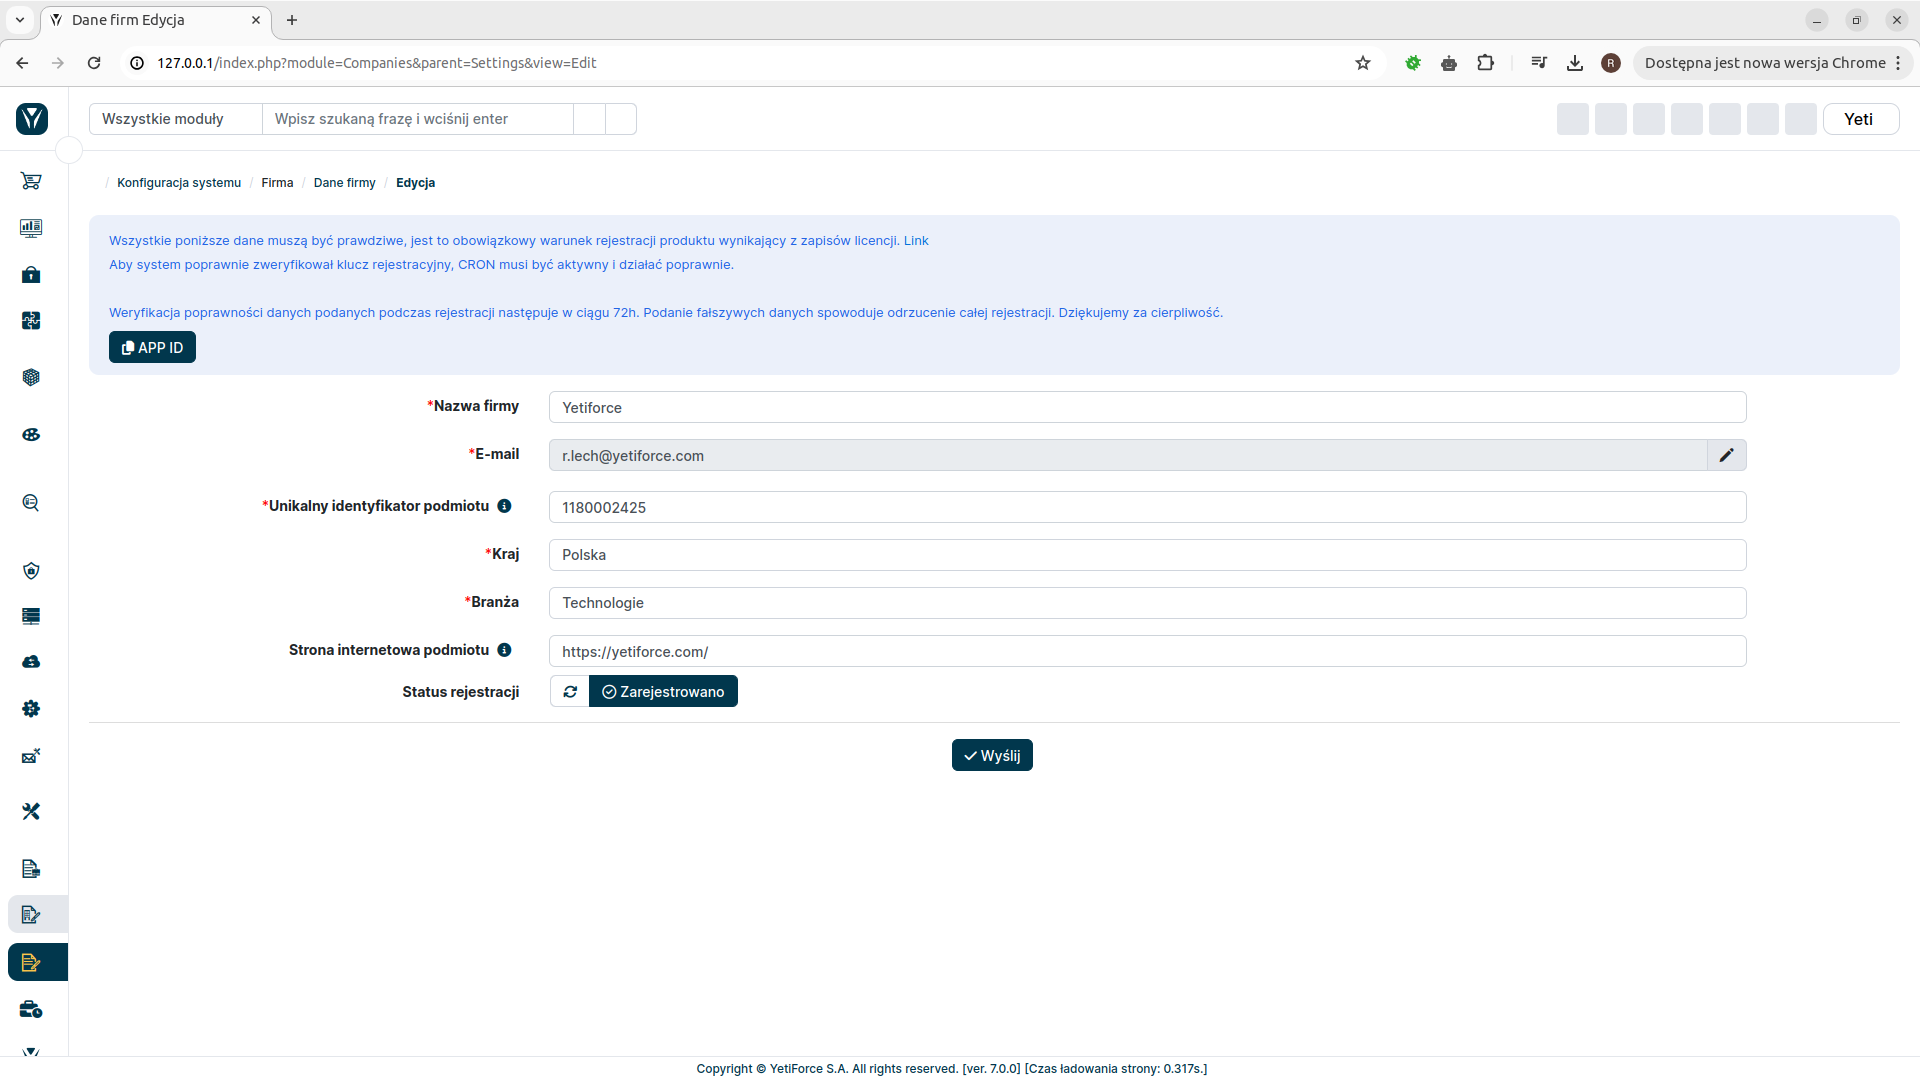 Dane firm Edycja
127.0.0.1/index.php?module=Companies&parent=Settings&view=Edit
R
Dostępna jest nowa wersja Chrome
Wszystkie moduły
Wpisz szukaną frazę i wciśnij enter
Yeti
/ Konfiguracja systemu / Firma / Dane firmy / Edycja
Wszystkie poniższe dane muszą być prawdziwe, jest to obowiązkowy warunek rejestracji produktu wynikający z zapisów licencji. Link
Aby system poprawnie zweryfikował klucz rejestracyjny, CRON musi być aktywny i działać poprawnie.
Weryfikacja poprawności danych podanych podczas rejestracji następuje w ciągu 72h. Podanie fałszywych danych spowoduje odrzucenie całej rejestracji. Dziękujemy za cierpliwość.
APP ID
*Nazwa firmy
Yetiforce
*E-mail
r.lech@yetiforce.com
*Unikalny identyfikator podmiotu
1180002425
*Kraj
Polska
*Branża
Technologie
Strona internetowa podmiotu
https://yetiforce.com/
Status rejestracji
Zarejestrowano
Wyślij
Copyright © YetiForce S.A. All rights reserved. [ver. 7.0.0] [Czas ładowania strony: 0.317s.]